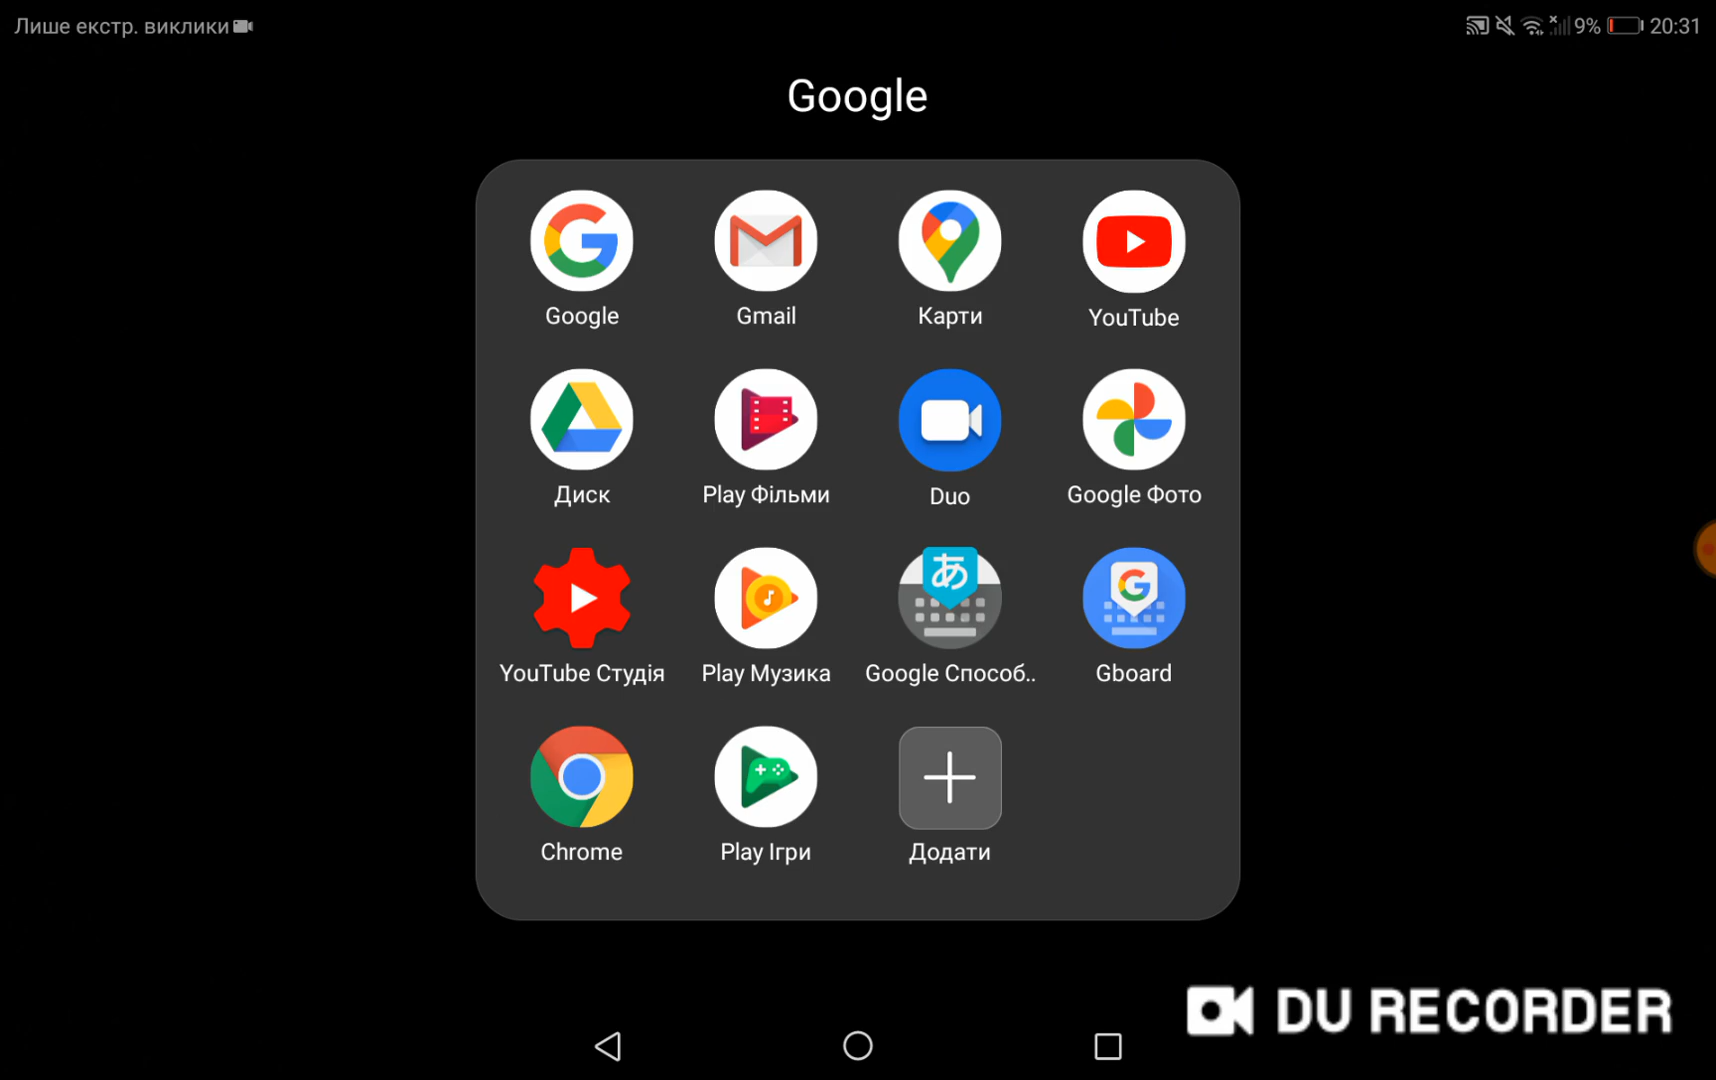 Лише екстр. виклики
9% 20:31
Google
Google Gmail Карти YouTube
Диск Play Фільми Duo Google Фото
あ
YouTube Студія Play Музика Google Способ.. Gboard
Chrome Play Ігри Додати
DU RECORDER